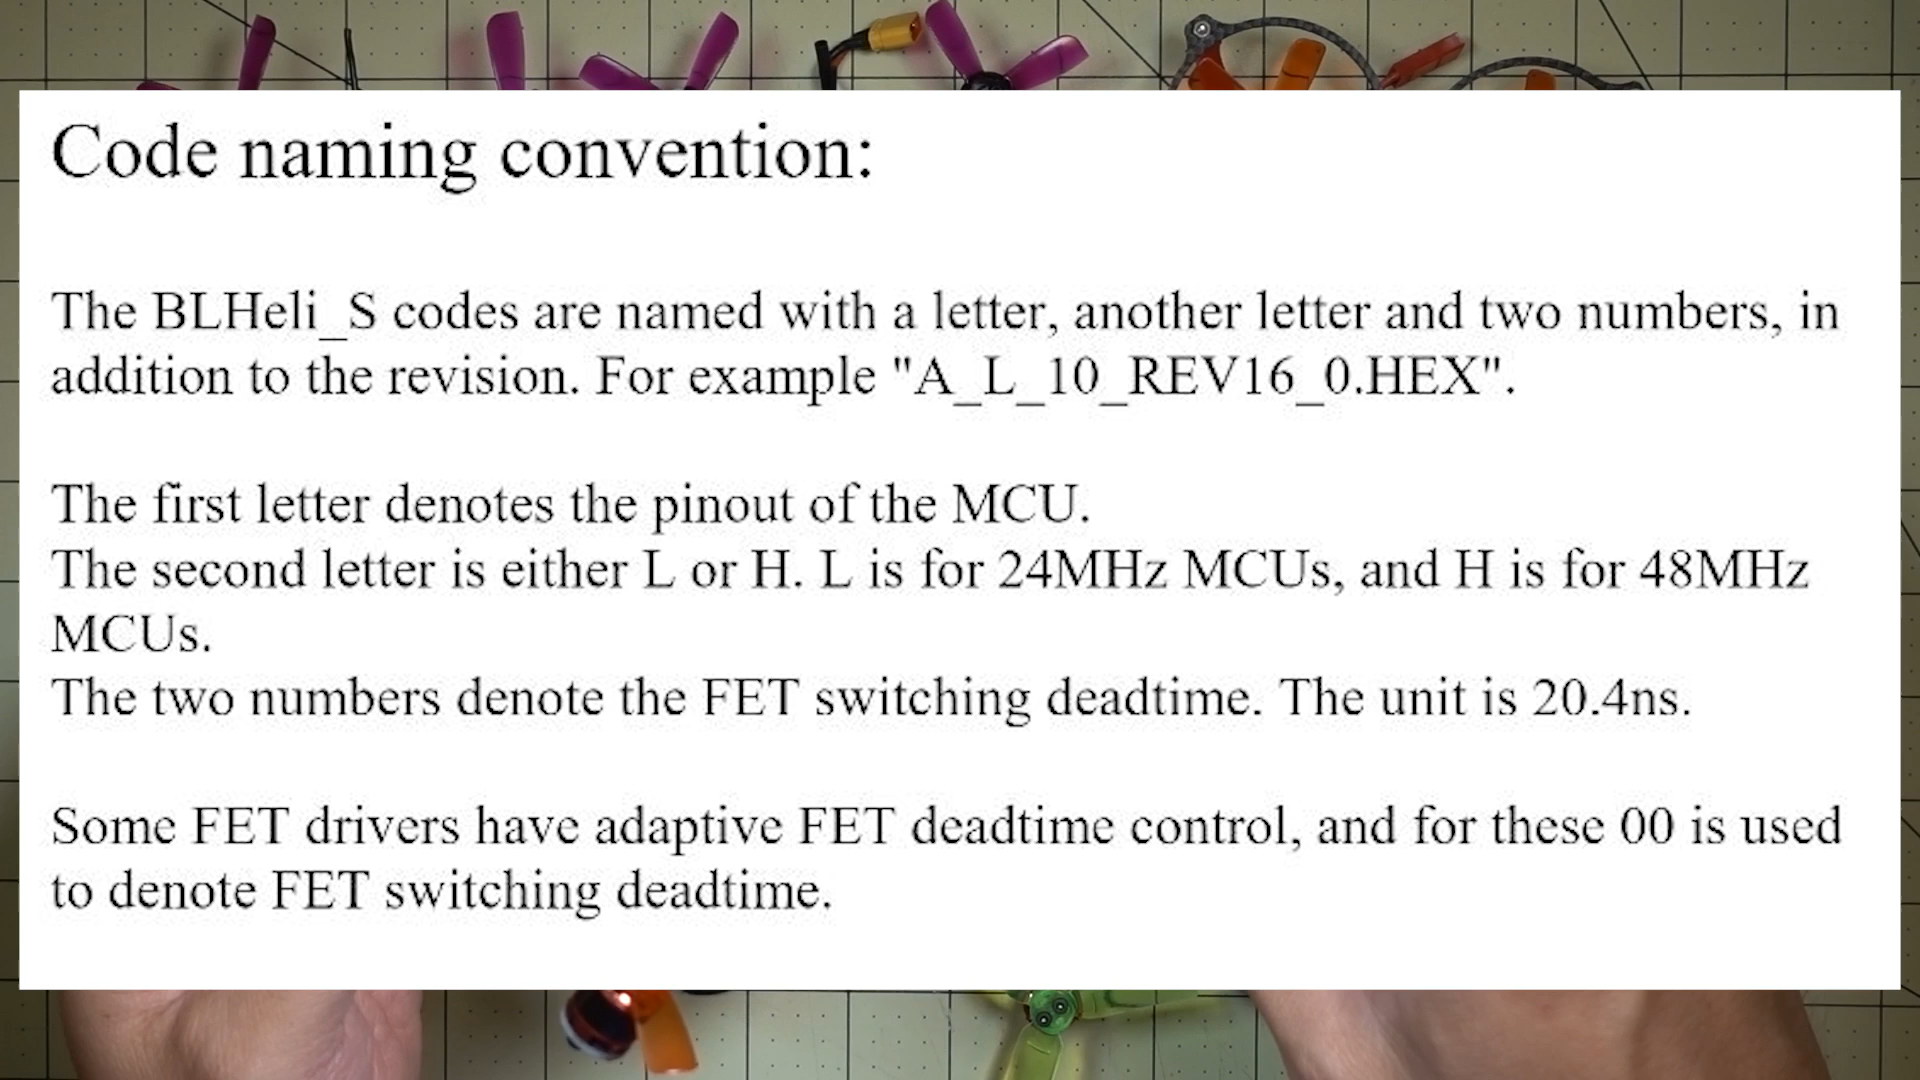 Code naming convention:
The BLHeli_S codes are named with a letter, another letter and two numbers, in
addition to the revision. For example "A_L_10_REV16_0.HEX".
The first letter denotes the pinout of the MCU.
The second letter is either L or H. L is for 24MHz MCUs, and H is for 48MHz
MCUs.
The two numbers denote the FET switching deadtime. The unit is 20.4ns.
Some FET drivers have adaptive FET deadtime control, and for these 00 is used
to denote FET switching deadtime.